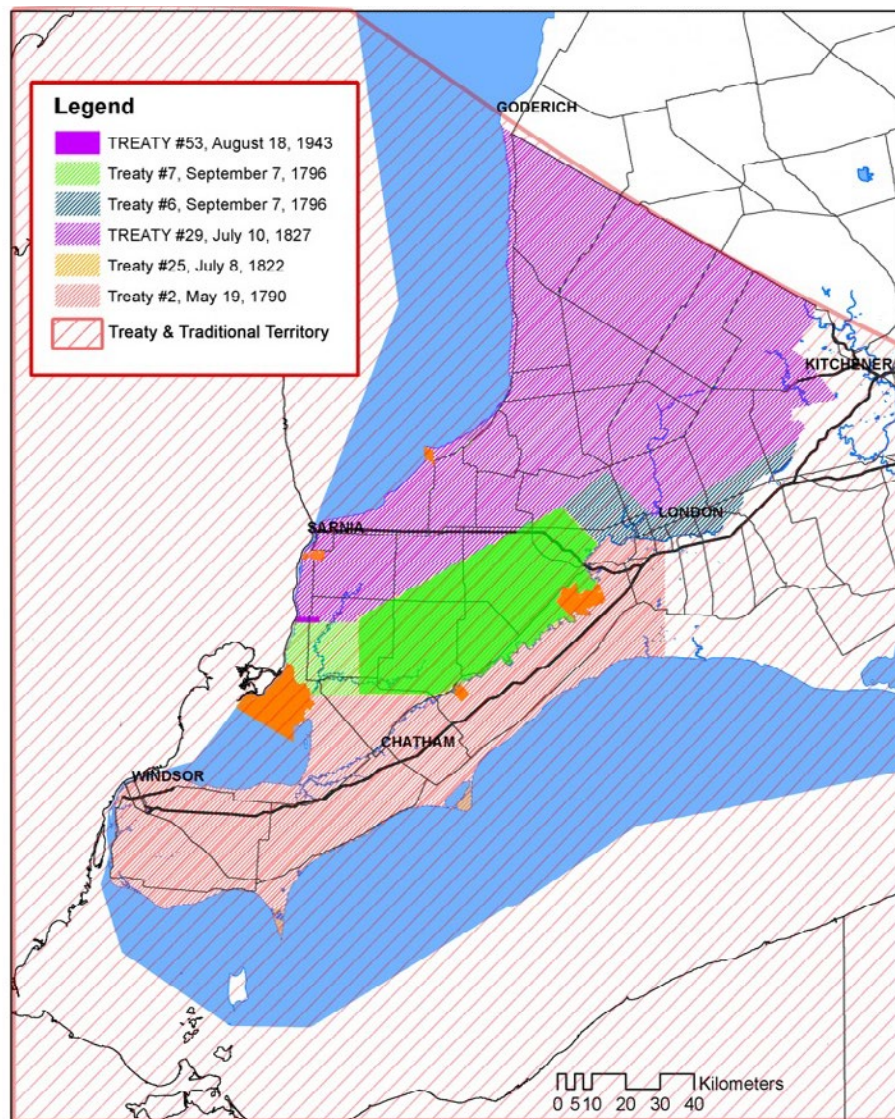 GODERICH
Legend
TREATY #53, August 18, 1943
Treaty #7, September 7, 1796
Treaty #6, September 7, 1796
TREATY #29, July 10, 1827
Treaty #25, July 8, 1822
Treaty #2, May 19, 1790
Treaty & Traditional Territory
KITCHENER
LONDON
SARNIA
CHATHAM
WINDSOR
Kilometers
0 5 10 20 30 40